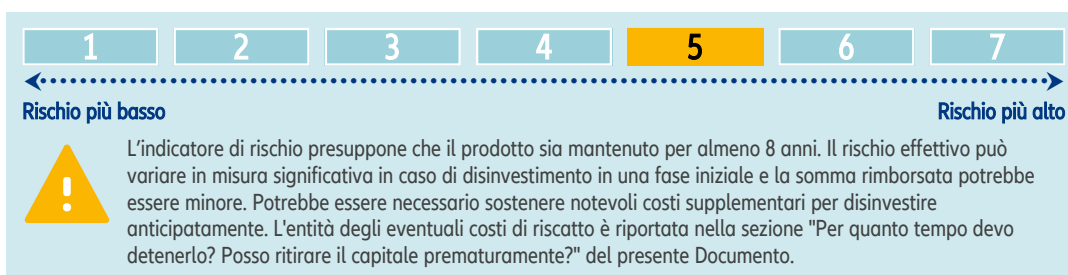 1 2 3 4 5 6 7
Rischio più basso Rischio più alto
L'indicatore di rischio presuppone che il prodotto sia mantenuto per almeno 8 anni. Il rischio effettivo può
variare in misura significativa in caso di disinvestimento in una fase iniziale e la somma rimborsata potrebbe
essere minore. Potrebbe essere necessario sostenere notevoli costi supplementari per disinvestire
anticipatamente. L'entità degli eventuali costi di riscatto è riportata nella sezione "Per quanto tempo devo
detenerlo? Posso ritirare il capitale prematuramente?" del presente Documento.